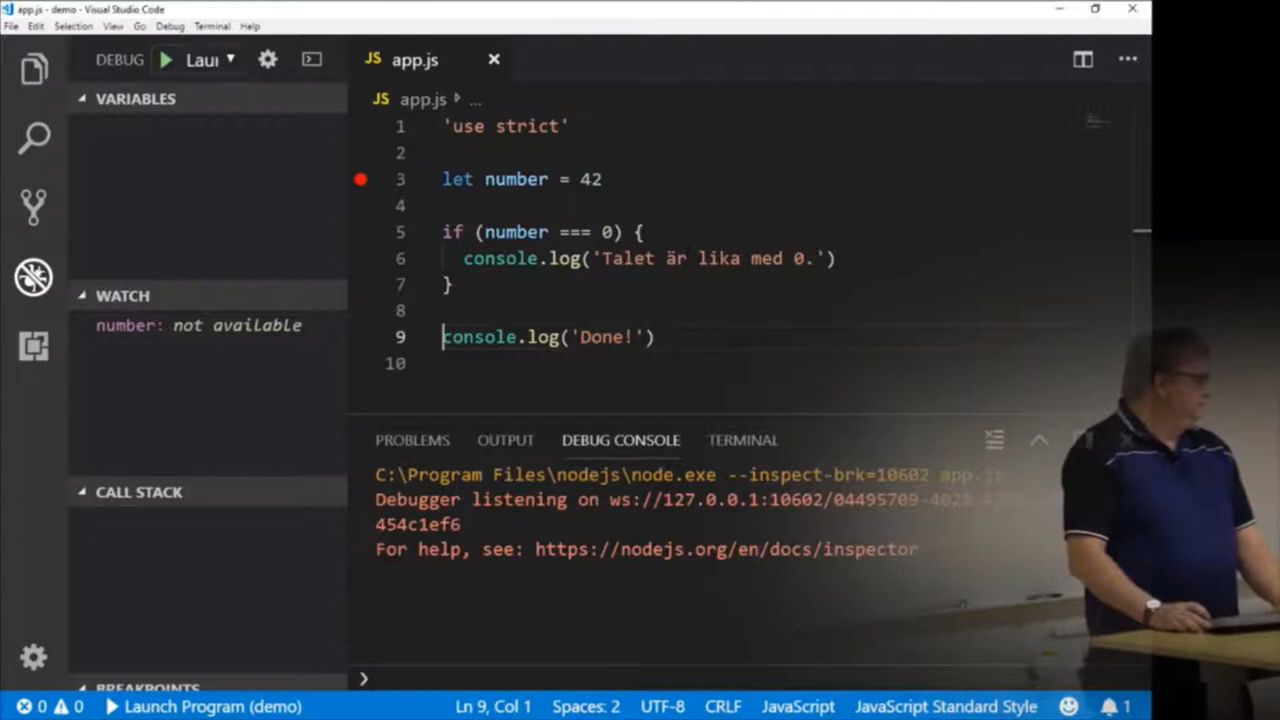 app.js - demo - Visual Studio Code
File Edit Selection View Go Debug Terminal Help
DEBUG Laui
JS app.js
VARIABLES
JS app.js ...
1 'use strict'
2
3 let number = 42
4
5 if (number === 0) {
6 console.log('Talet är lika med 0.')
7 }
8
9 console.log('Done!')
10
WATCH
number: not available
CALL STACK
BREAKPOINTS
PROBLEMS OUTPUT DEBUG CONSOLE TERMINAL
C:\Program Files\nodejs\node.exe --inspect-brk=10602 app.js
Debugger listening on ws://127.0.0.1:10602/04495709-
454c1ef6
For help, see: https://nodejs.org/en/docs/inspector
0 0 Launch Program (demo) Ln 9, Col 1 Spaces: 2 UTF-8 CRLF JavaScript JavaScript Standard Style 1